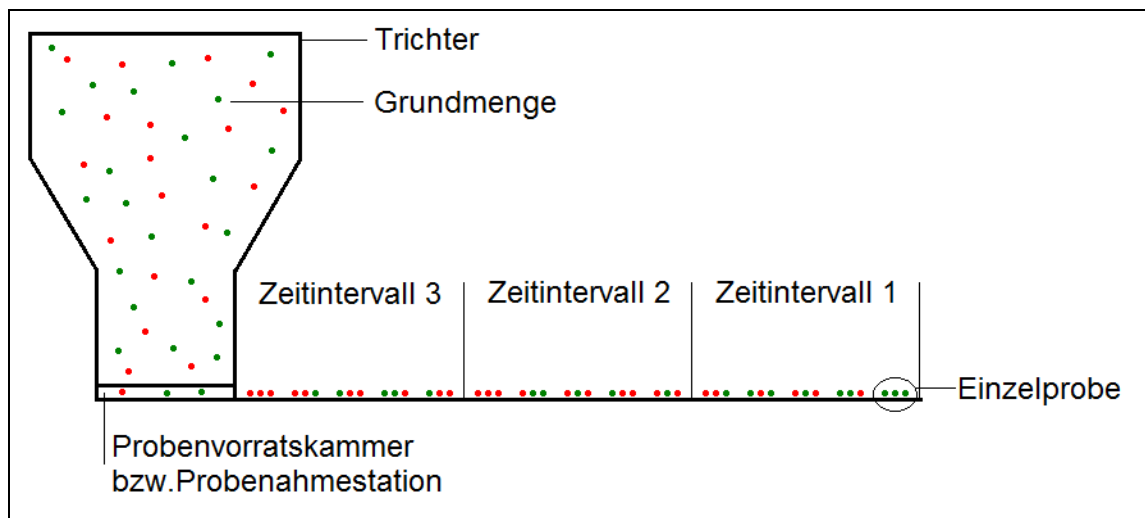 Trichter
Grundmenge
Zeitintervall 3
Zeitintervall 2
Zeitintervall 1
Einzelprobe
Probenvorratskammer
bzw.Probenahmestation